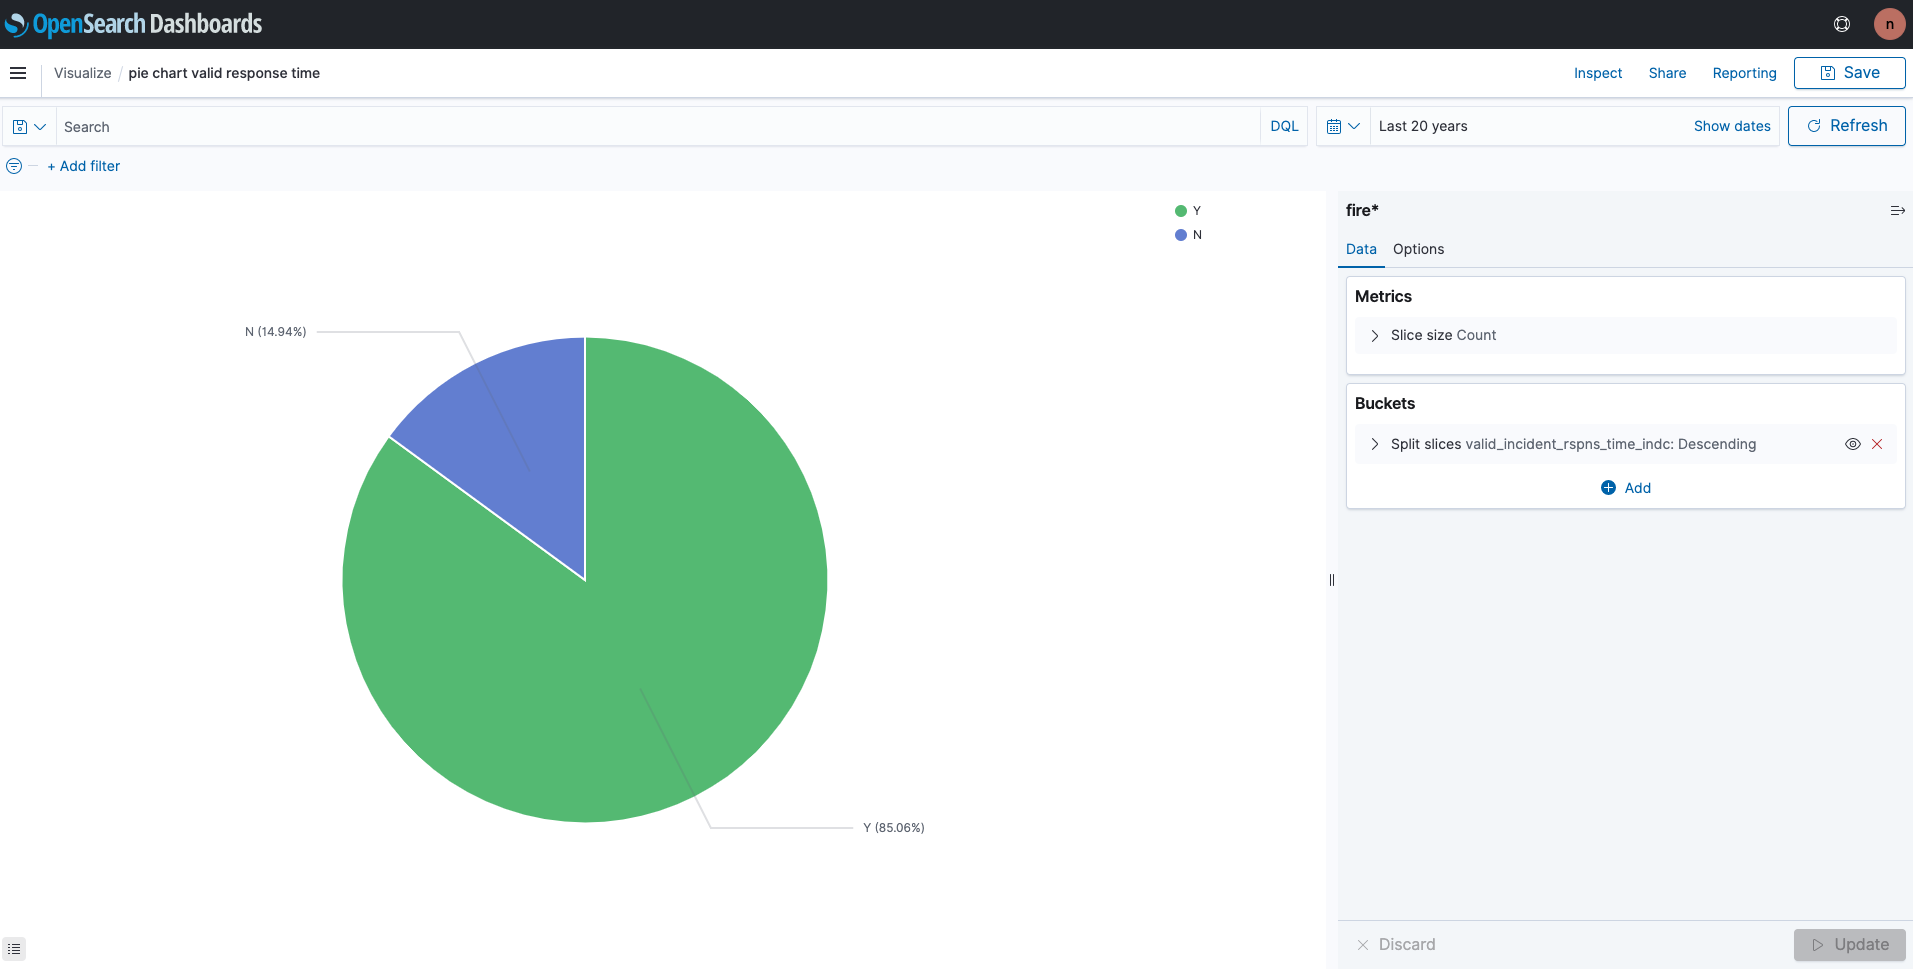 OpenSearch Dashboards
n
Visualize / pie chart valid response time
Inspect
Share
Reporting
Save
Search
DQL
Last 20 years
Show dates
Refresh
+ Add filter
Y
N
N (14.94%)
Y (85.06%)
fire*
Data
Options
Metrics
Slice size Count
Buckets
Split slices valid_incident_rspns_time_indc: Descending
Add
Discard
Update